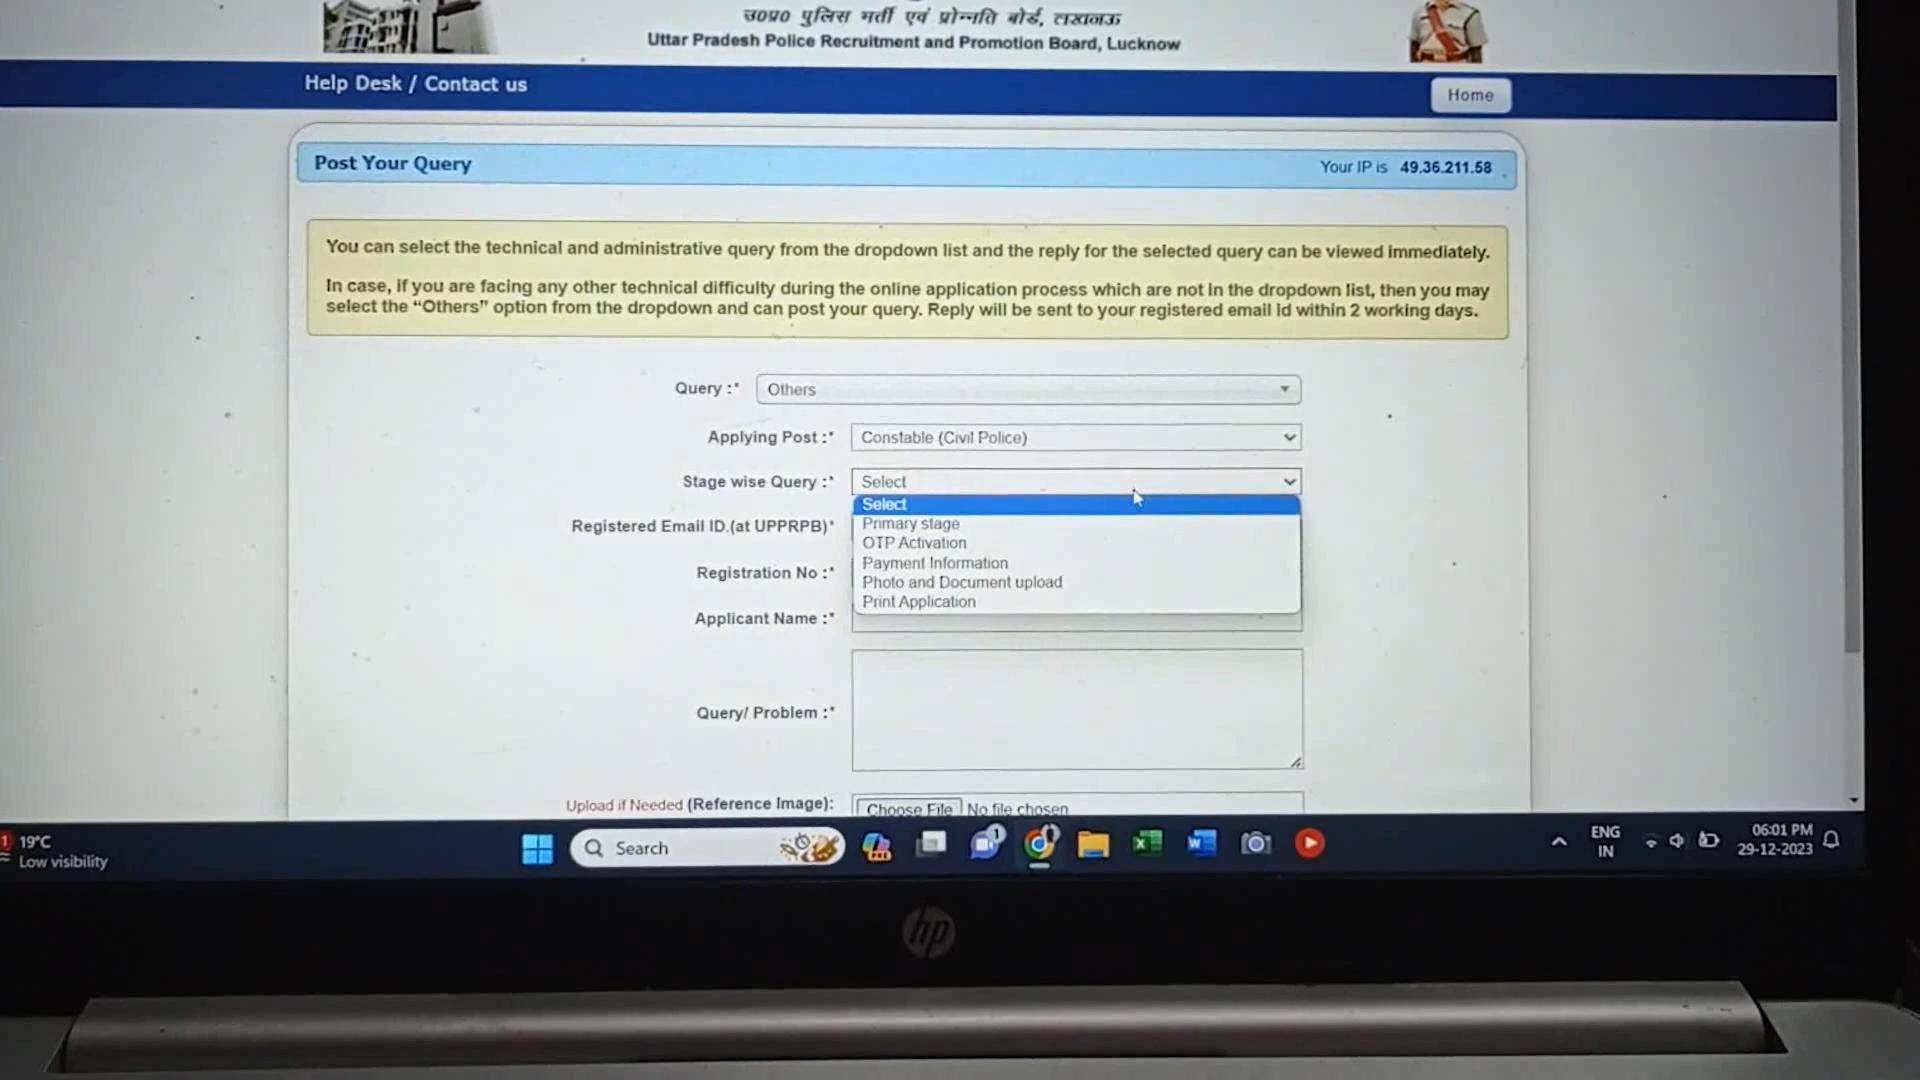 उ0प्र0 पुलिस भर्ती एवं प्रोन्नति बोर्ड, लखनऊ
Uttar Pradesh Police Recruitment and Promotion Board, Lucknow
Help Desk / Contact us
Home
Post Your Query
Your IP is 49.36.211.58
You can select the technical and administrative query from the dropdown list and the reply for the selected query can be viewed immediately.
In case, if you are facing any other technical difficulty during the online application process which are not in the dropdown list, then you may
select the “Others” option from the dropdown and can post your query. Reply will be sent to your registered email id within 2 working days.
Query :*
Others
Applying Post :*
Constable (Civil Police)
Stage wise Query :*
Select
Select
Primary stage
OTP Activation
Payment Information
Photo and Document upload
Print Application
Registered Email ID.(at UPPRPB)*
Registration No :*
Applicant Name :*
Query/ Problem :*
Upload if Needed (Reference Image):
Choose File No file chosen
1
19°C
Low visibility
Search
1
ENG
IN
06:01 PM
29-12-2023
hp